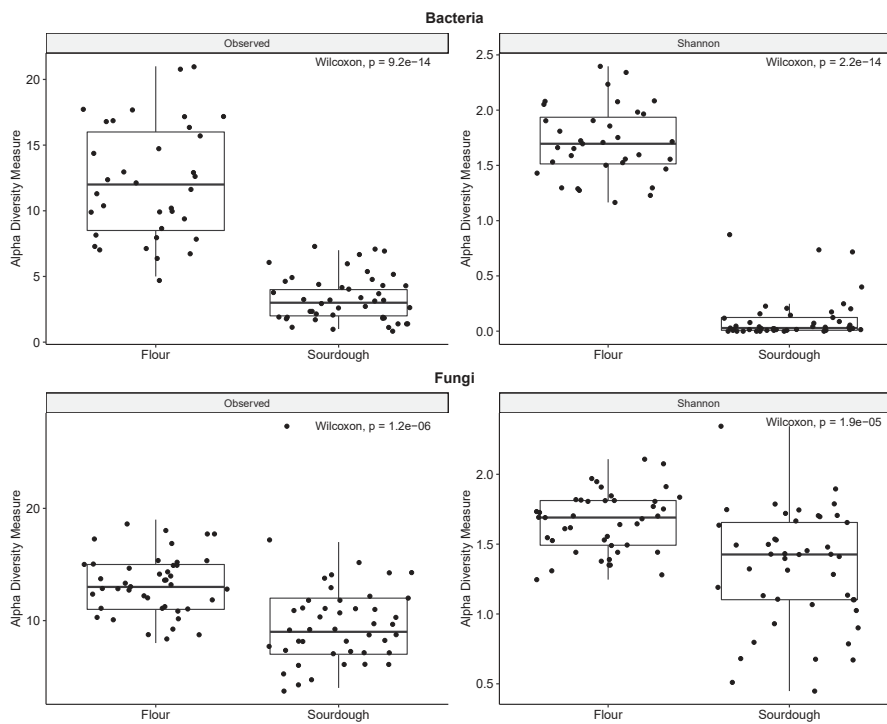 Bacteria
Observed
Shannon
Wilcoxon, p = 9.2e−14
Wilcoxon, p = 2.2e−14
Alpha Diversity Measure
20
15
10
5
0
Flour
Sourdough
Alpha Diversity Measure
2.5
2.0
1.5
1.0
0.5
0.0
Flour
Sourdough
Fungi
Observed
Shannon
Wilcoxon, p = 1.2e−06
Wilcoxon, p = 1.9e−05
Alpha Diversity Measure
20
10
Flour
Sourdough
Alpha Diversity Measure
2.0
1.5
1.0
0.5
Flour
Sourdough